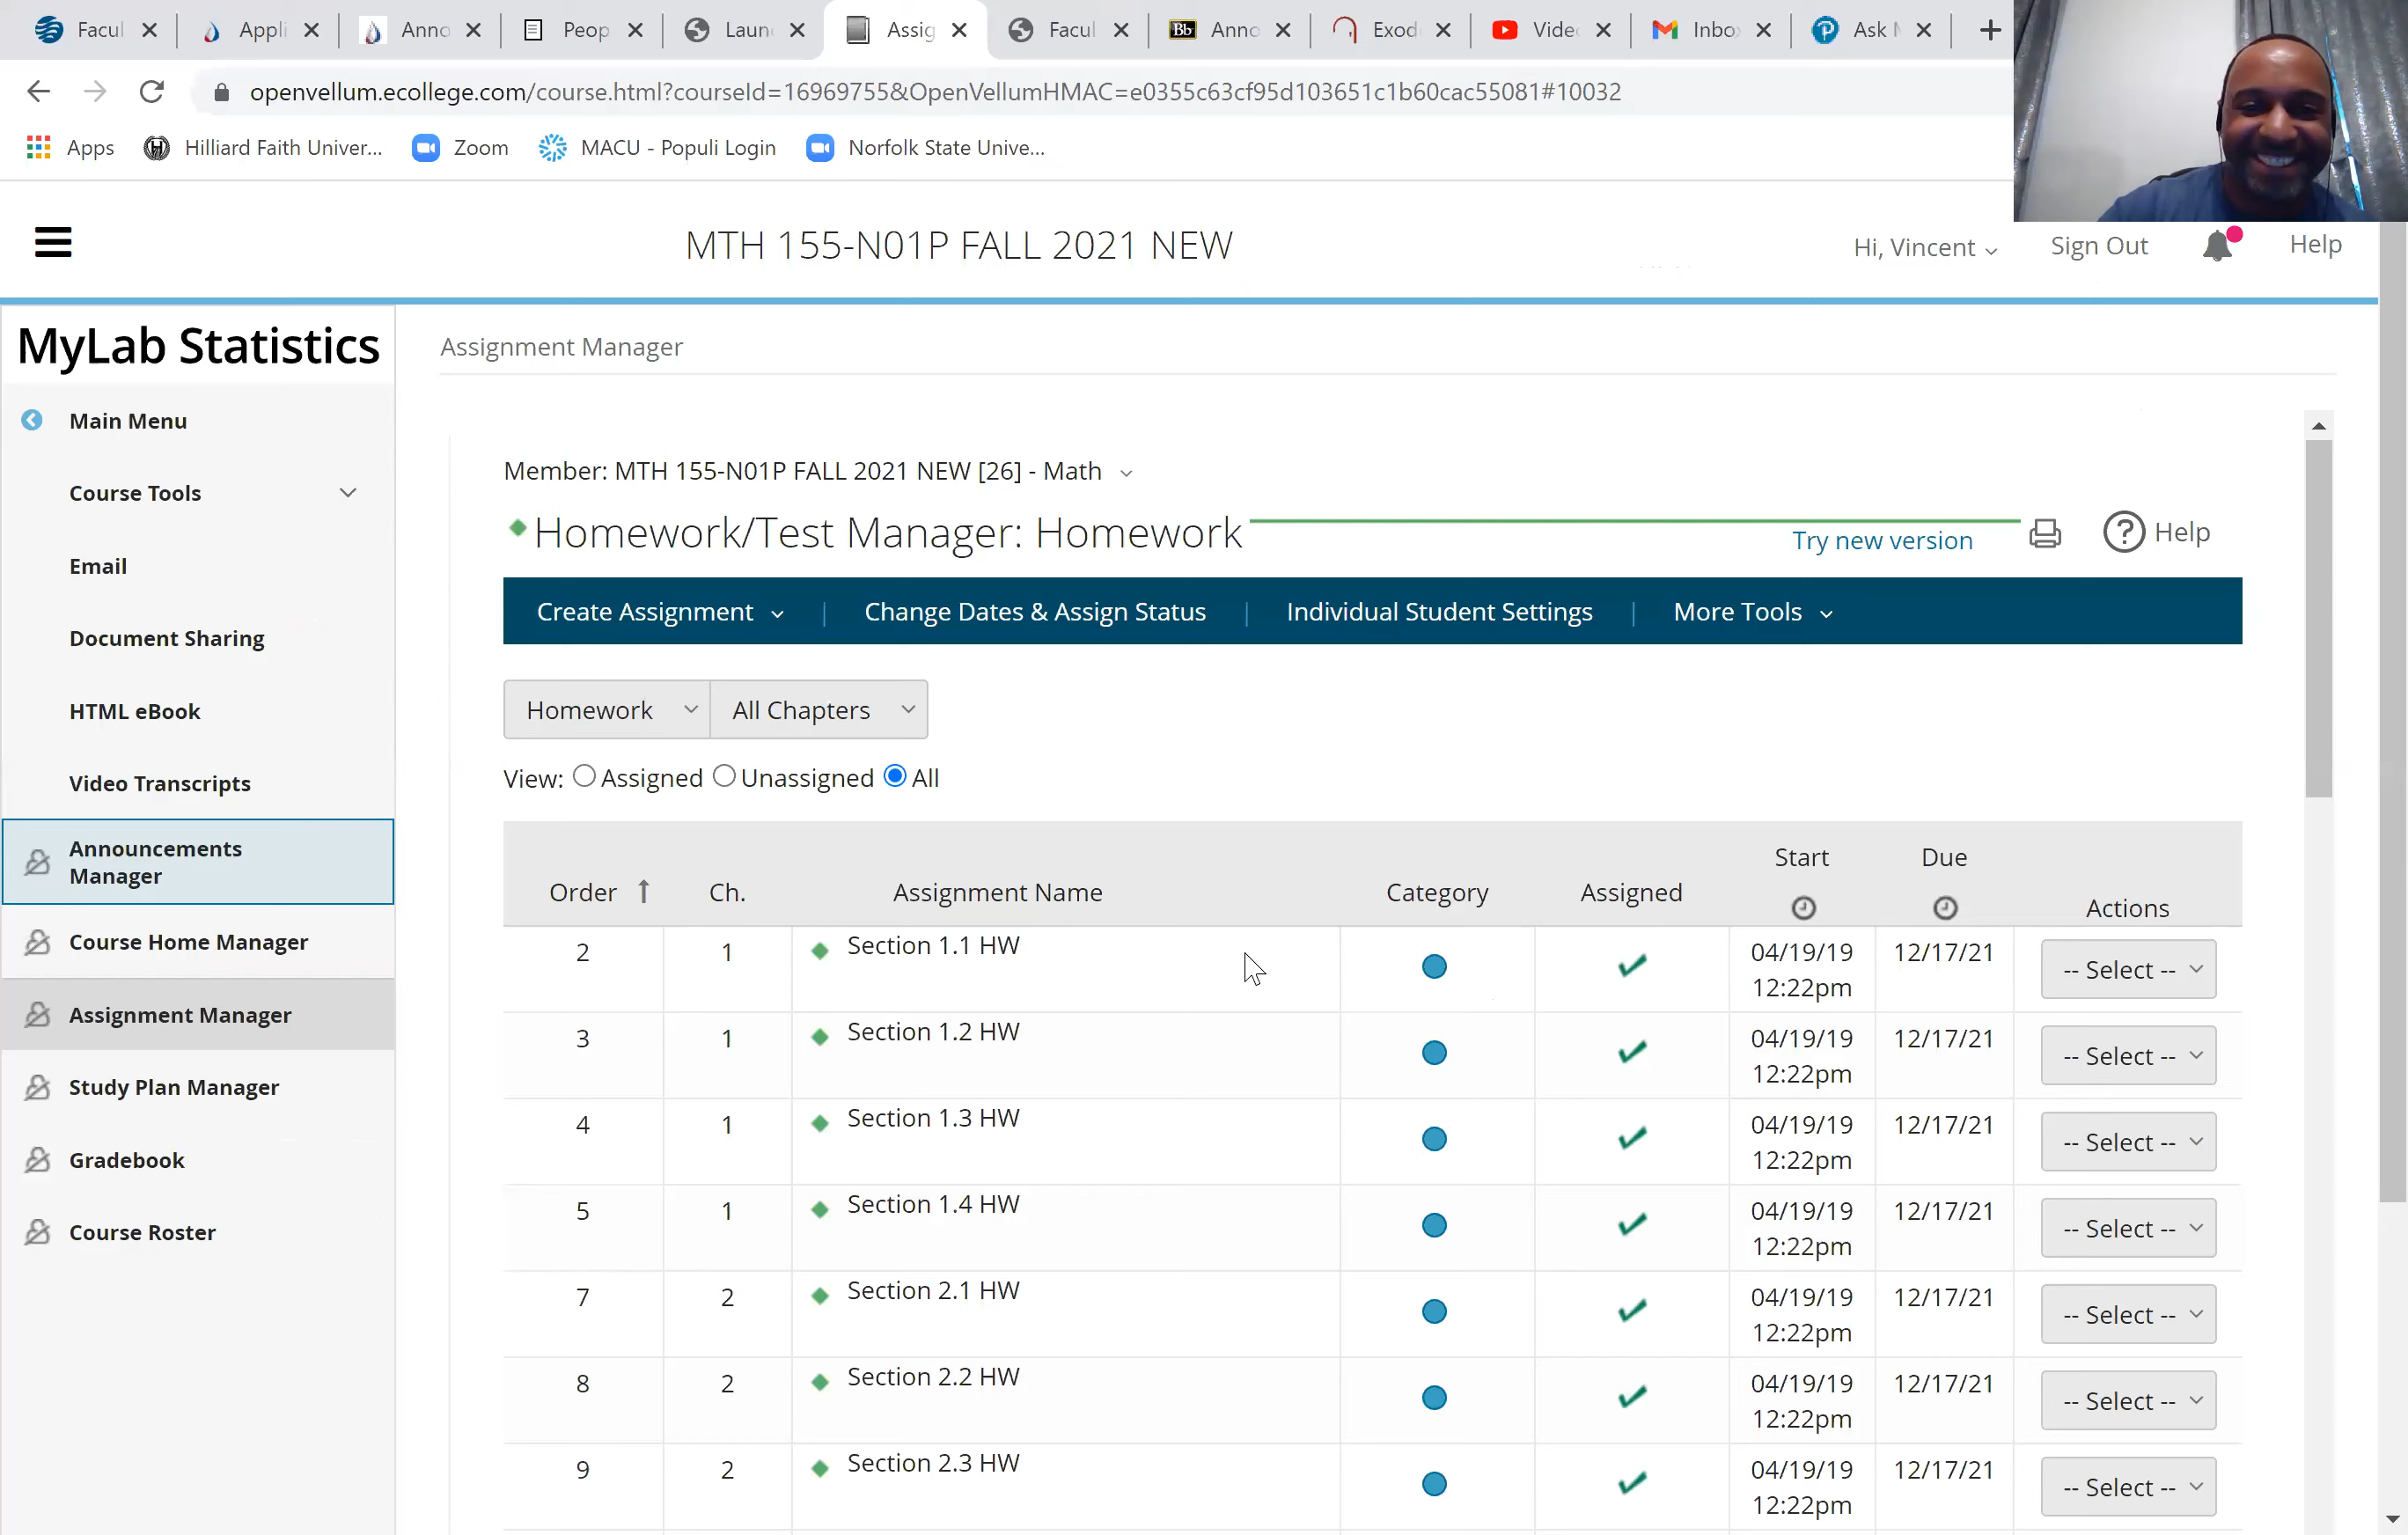 Facul
Appli
Anno
Peop
Laun
Assig
Facul
Bb Anno
Exod
Vide
Inbo
Ask
openvellum.ecollege.com/course.html?courseId=16969755&OpenVellumHMAC=e0355c63cf95d103651c1b60cac55081#10032
Apps Hilliard Faith Univer... Zoom MACU - Populi Login Norfolk State Unive...
MTH 155-N01P FALL 2021 NEW
Hi, Vincent Sign Out Help
MyLab Statistics
Main Menu
Course Tools
Email
Document Sharing
HTML eBook
Video Transcripts
Announcements
Manager
Course Home Manager
Assignment Manager
Study Plan Manager
Gradebook
Course Roster
Assignment Manager
Member: MTH 155-N01P FALL 2021 NEW [26] - Math
Homework/Test Manager: Homework
Try new version ? Help
Create Assignment | Change Dates & Assign Status | Individual Student Settings | More Tools
Homework All Chapters
View: Assigned Unassigned All
Order ↑ Ch. Assignment Name Category Assigned Start Due Actions
2 1 Section 1.1 HW 04/19/19 12/17/21 -- Select --
12:22pm
3 1 Section 1.2 HW 04/19/19 12/17/21 -- Select --
12:22pm
4 1 Section 1.3 HW 04/19/19 12/17/21 -- Select --
12:22pm
5 1 Section 1.4 HW 04/19/19 12/17/21 -- Select --
12:22pm
7 2 Section 2.1 HW 04/19/19 12/17/21 -- Select --
12:22pm
8 2 Section 2.2 HW 04/19/19 12/17/21 -- Select --
12:22pm
9 2 Section 2.3 HW 04/19/19 12/17/21 -- Select --
12:22pm